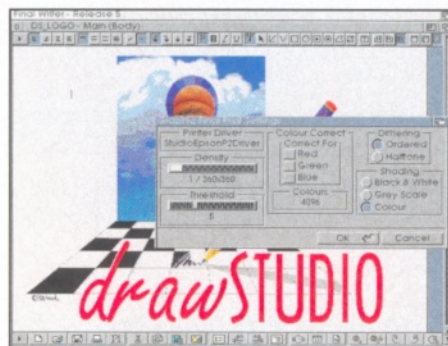 Final Writer - Release 5
DS_LOGO - Main (Body)
Printer Driver
StudioEpsonP2Driver
Density
1 / 360x360
Threshold
5
Colour Correct
Correct For
Red
Green
Blue
Colours
4096
Dithering
Ordered
Halftone
Shading
Black & White
Grey Scale
Colour
Ok
Cancel
drawSTUDIO